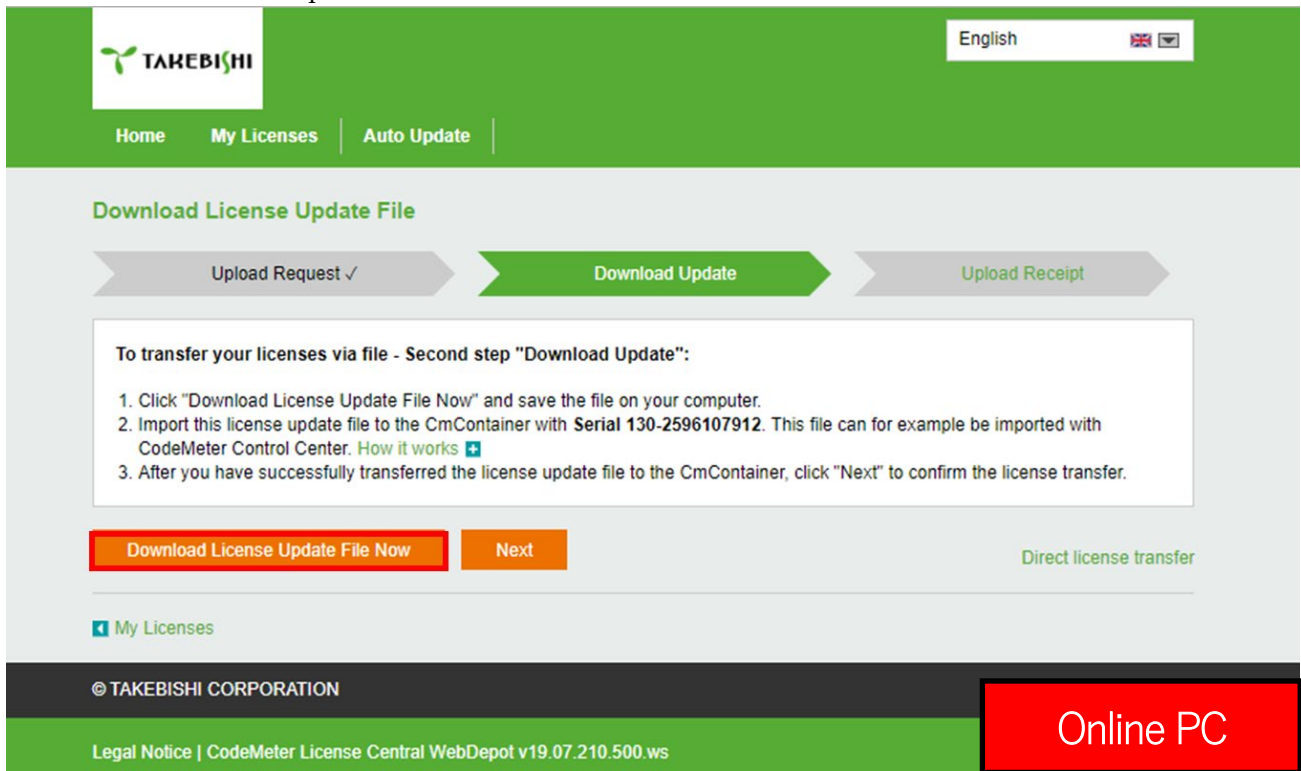 TAKEBISHI
English
Home My Licenses Auto Update
Download License Update File
Upload Request ✓ Download Update Upload Receipt
To transfer your licenses via file - Second step "Download Update":
1. Click "Download License Update File Now" and save the file on your computer.
2. Import this license update file to the CmContainer with Serial 130-2596107912. This file can for example be imported with
CodeMeter Control Center. How it works
3. After you have successfully transferred the license update file to the CmContainer, click "Next" to confirm the license transfer.
Download License Update File Now Next
Direct license transfer
My Licenses
© TAKEBISHI CORPORATION
Online PC
Legal Notice | CodeMeter License Central WebDepot v19.07.210.500.ws